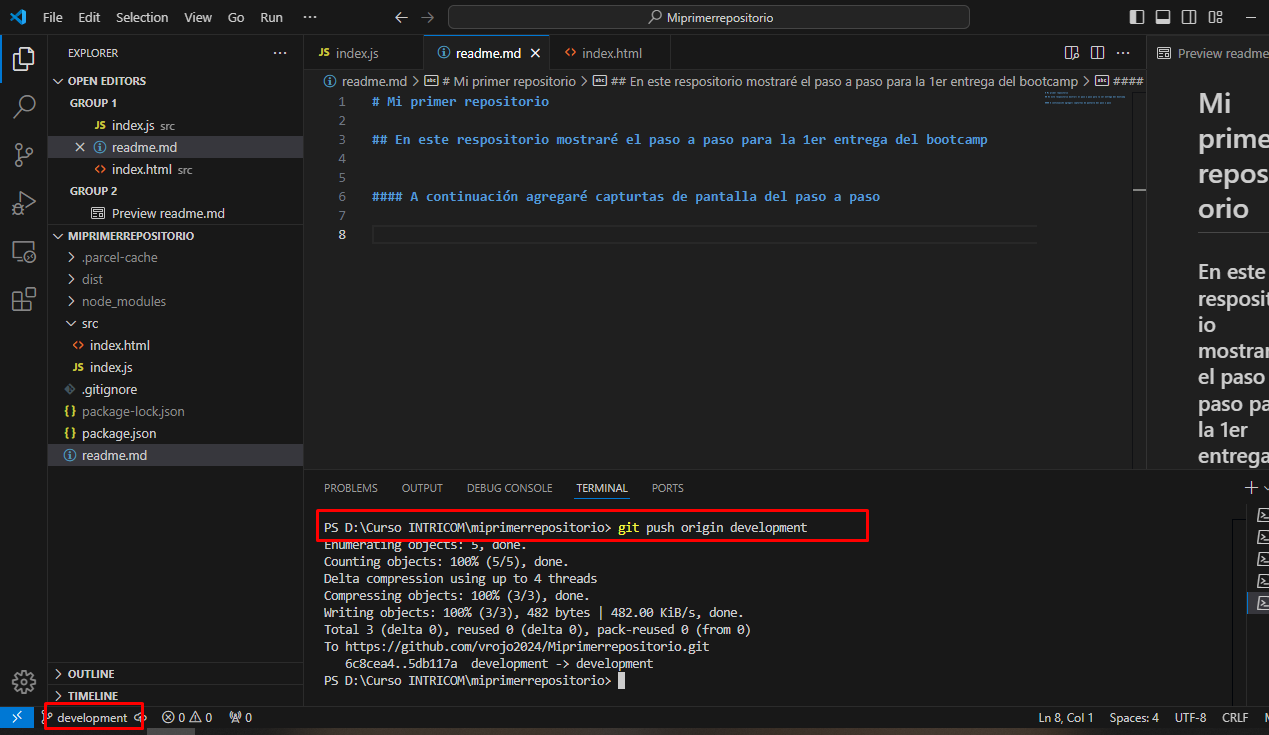 File Edit Selection View Go Run ··· Miprimerrepositorio
EXPLORER ···
OPEN EDITORS
GROUP 1
JS index.js src
readme.md
<> index.html src
GROUP 2
Preview readme.md
MIPRIMERREPOSITORIO
.parcel-cache
dist
node_modules
src
<> index.html
JS index.js
.gitignore
{} package-lock.json
{} package.json
readme.md
OUTLINE
TIMELINE
JS index.js
readme.md
<> index.html
readme.md > # Mi primer repositorio > ## En este respositorio mostraré el paso a paso para la 1er entrega del bootcamp > ####
1 # Mi primer repositorio
2
3 ## En este respositorio mostraré el paso a paso para la 1er entrega del bootcamp
4
5
6 #### A continuación agregaré capturtas de pantalla del paso a paso
7
8
Preview readme
Mi
prime
repos
orio
En este
resposit
io
mostrar
el paso
paso pa
la 1er
entrega
PROBLEMS OUTPUT DEBUG CONSOLE TERMINAL PORTS
PS D:\Curso INTRICOM\miprimerrepositorio> git push origin development
Enumerating objects: 5, done.
Counting objects: 100% (5/5), done.
Delta compression using up to 4 threads
Compressing objects: 100% (3/3), done.
Writing objects: 100% (3/3), 482 bytes | 482.00 KiB/s, done.
Total 3 (delta 0), reused 0 (delta 0), pack-reused 0 (from 0)
To https://github.com/vrojo2024/Miprimerrepositorio.git
6c8cea4..5db117a development -> development
PS D:\Curso INTRICOM\miprimerrepositorio>
development 0 0 0 Ln 8, Col 1 Spaces: 4 UTF-8 CRLF